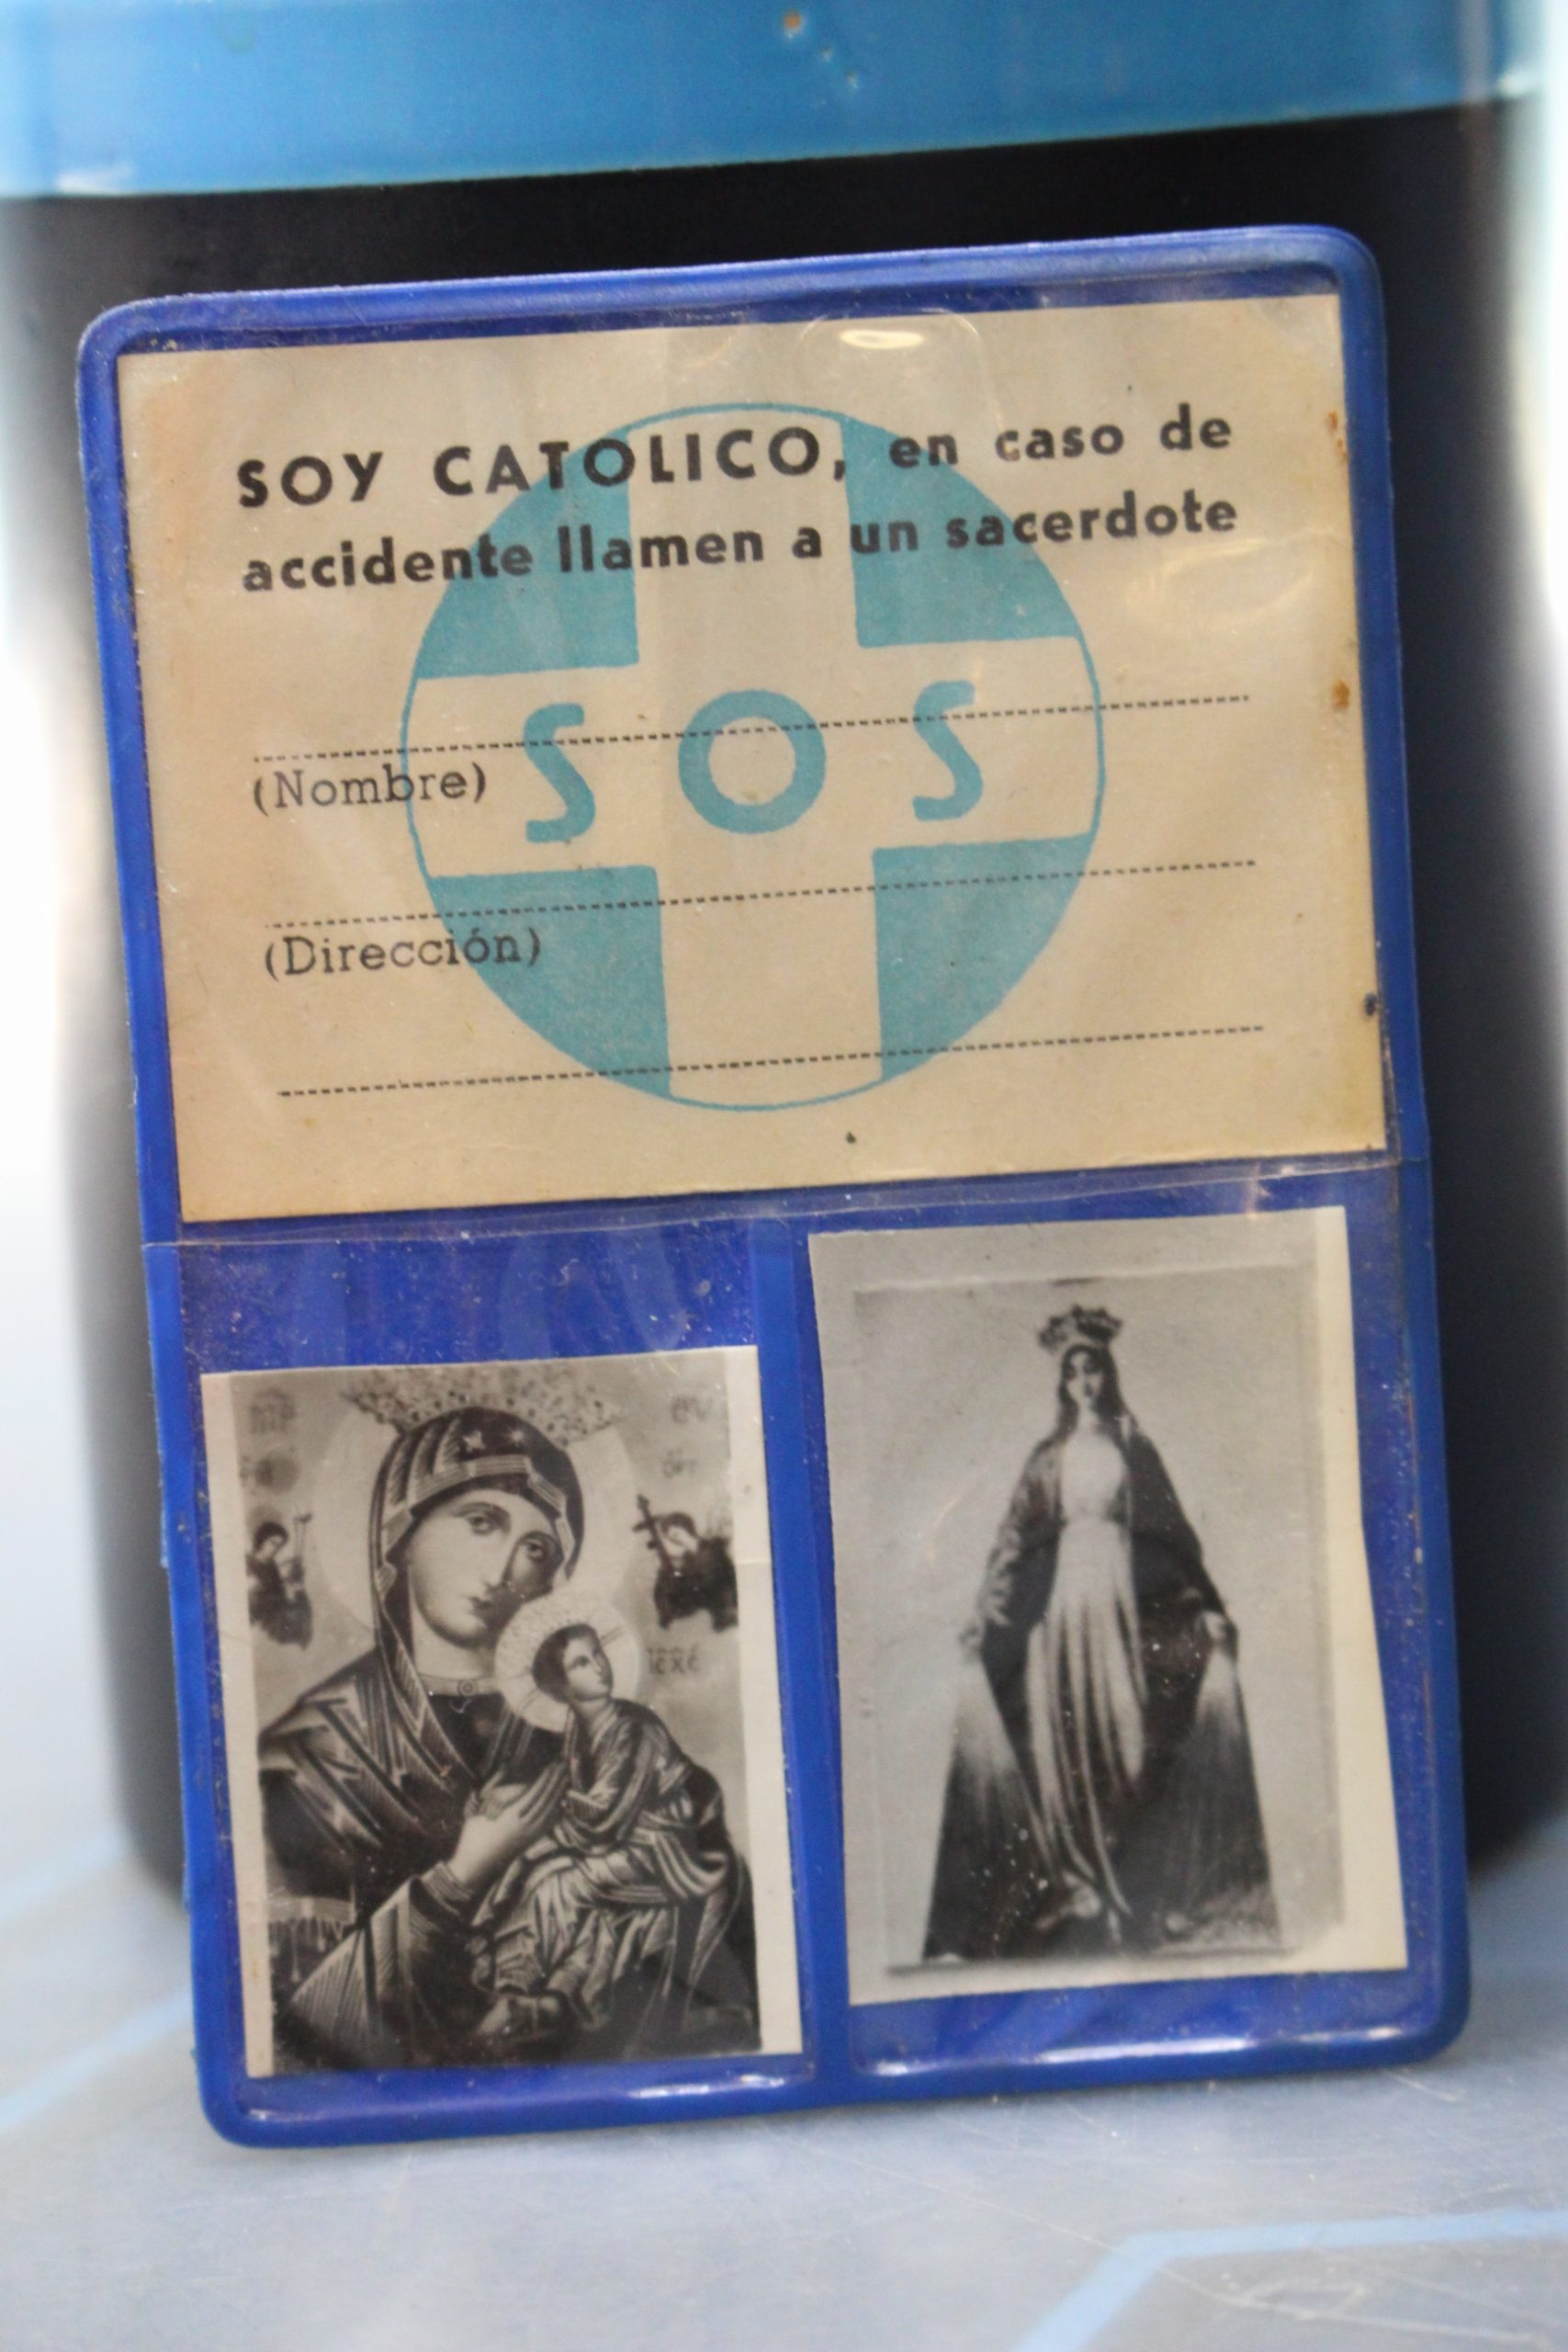 SOY CATOLICO, en caso de
accidente llamen a un sacerdote
SOS
(Nombre)
(Dirección)